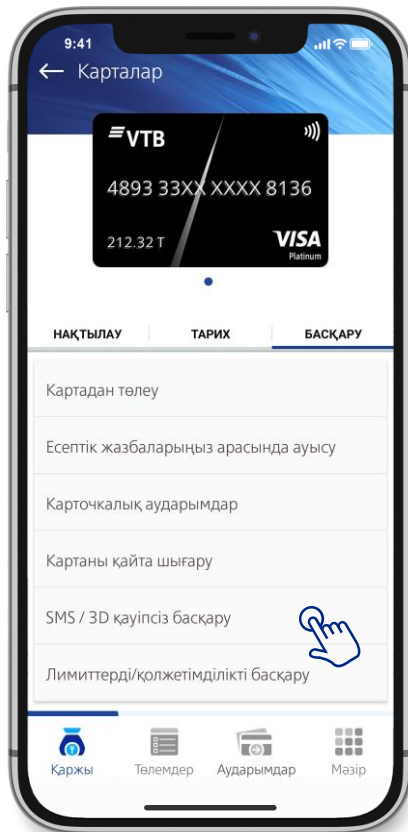 9:41
← Карталар
VTB
4893 33XX XXXX 8136
212.32 T
VISA
Platinum
НАҚТЫЛАУ ТАРИХ БАСҚАРУ
Картадан төлеу
Есептік жазбаларыңыз арасында ауысу
Карточкалық аударымдар
Картаны қайта шығару
SMS / 3D қауіпсіз басқару
Лимиттерді/қолжетімділікті басқару
Қаржы Төлемдер Аударымдар Мәзір